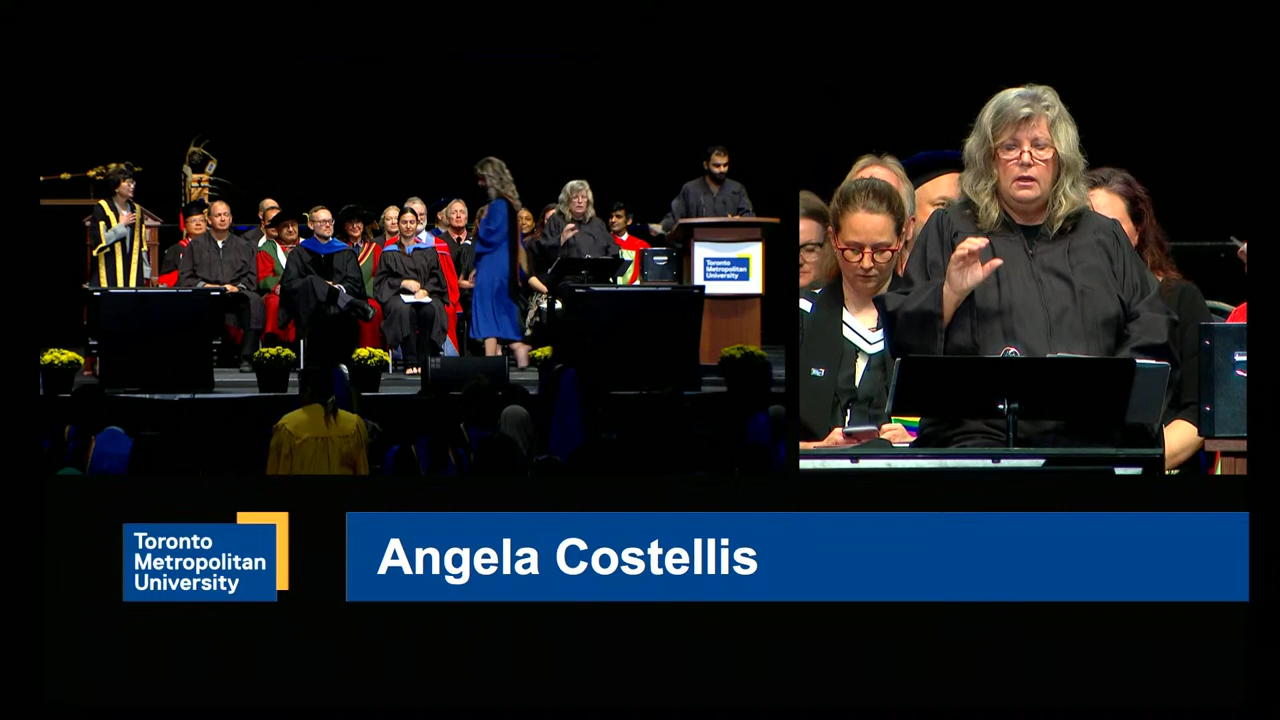 Toronto
Metropolitan
University
Toronto
Metropolitan
University
Angela Costellis